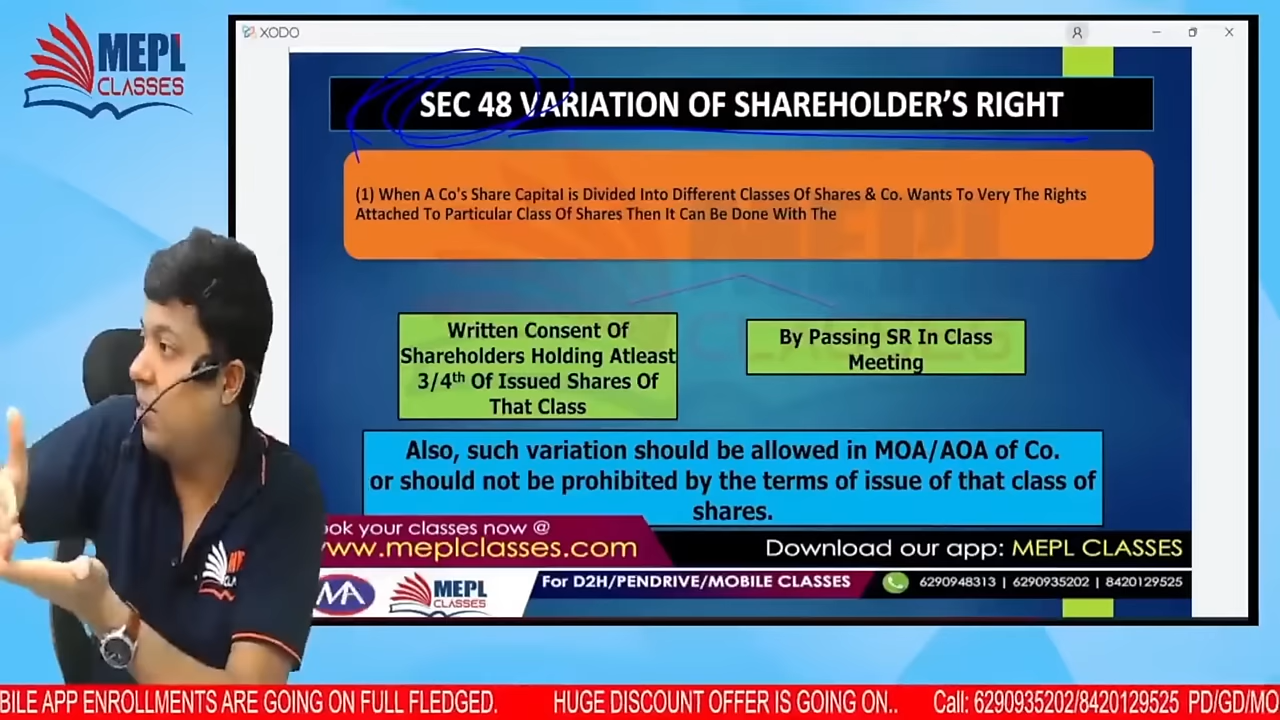 MEPL
CLASSES
XODO
SEC 48 VARIATION OF SHAREHOLDER'S RIGHT
(1) When A Co's Share Capital is Divided Into Different Classes Of Shares & Co. Wants To Very The Rights
Attached To Particular Class Of Shares Then It Can Be Done With The
Written Consent Of
Shareholders Holding Atleast
3/4th Of Issued Shares Of
That Class
By Passing SR In Class
Meeting
Also, such variation should be allowed in MOA/AOA of Co.
or should not be prohibited by the terms of issue of that class of
shares.
ook your classes now @
www.meplclasses.com
Download our app: MEPL CLASSES
MEPL
CLASSES
For D2H/PENDRIVE/MOBILE CLASSES
6290948313 | 6290935202 | 8420129525
BILE APP ENROLLMENTS ARE GOING ON FULL FLEDGED. HUGE DISCOUNT OFFER IS GOING ON.. Call: 6290935202/8420129525 PD/GD/MO